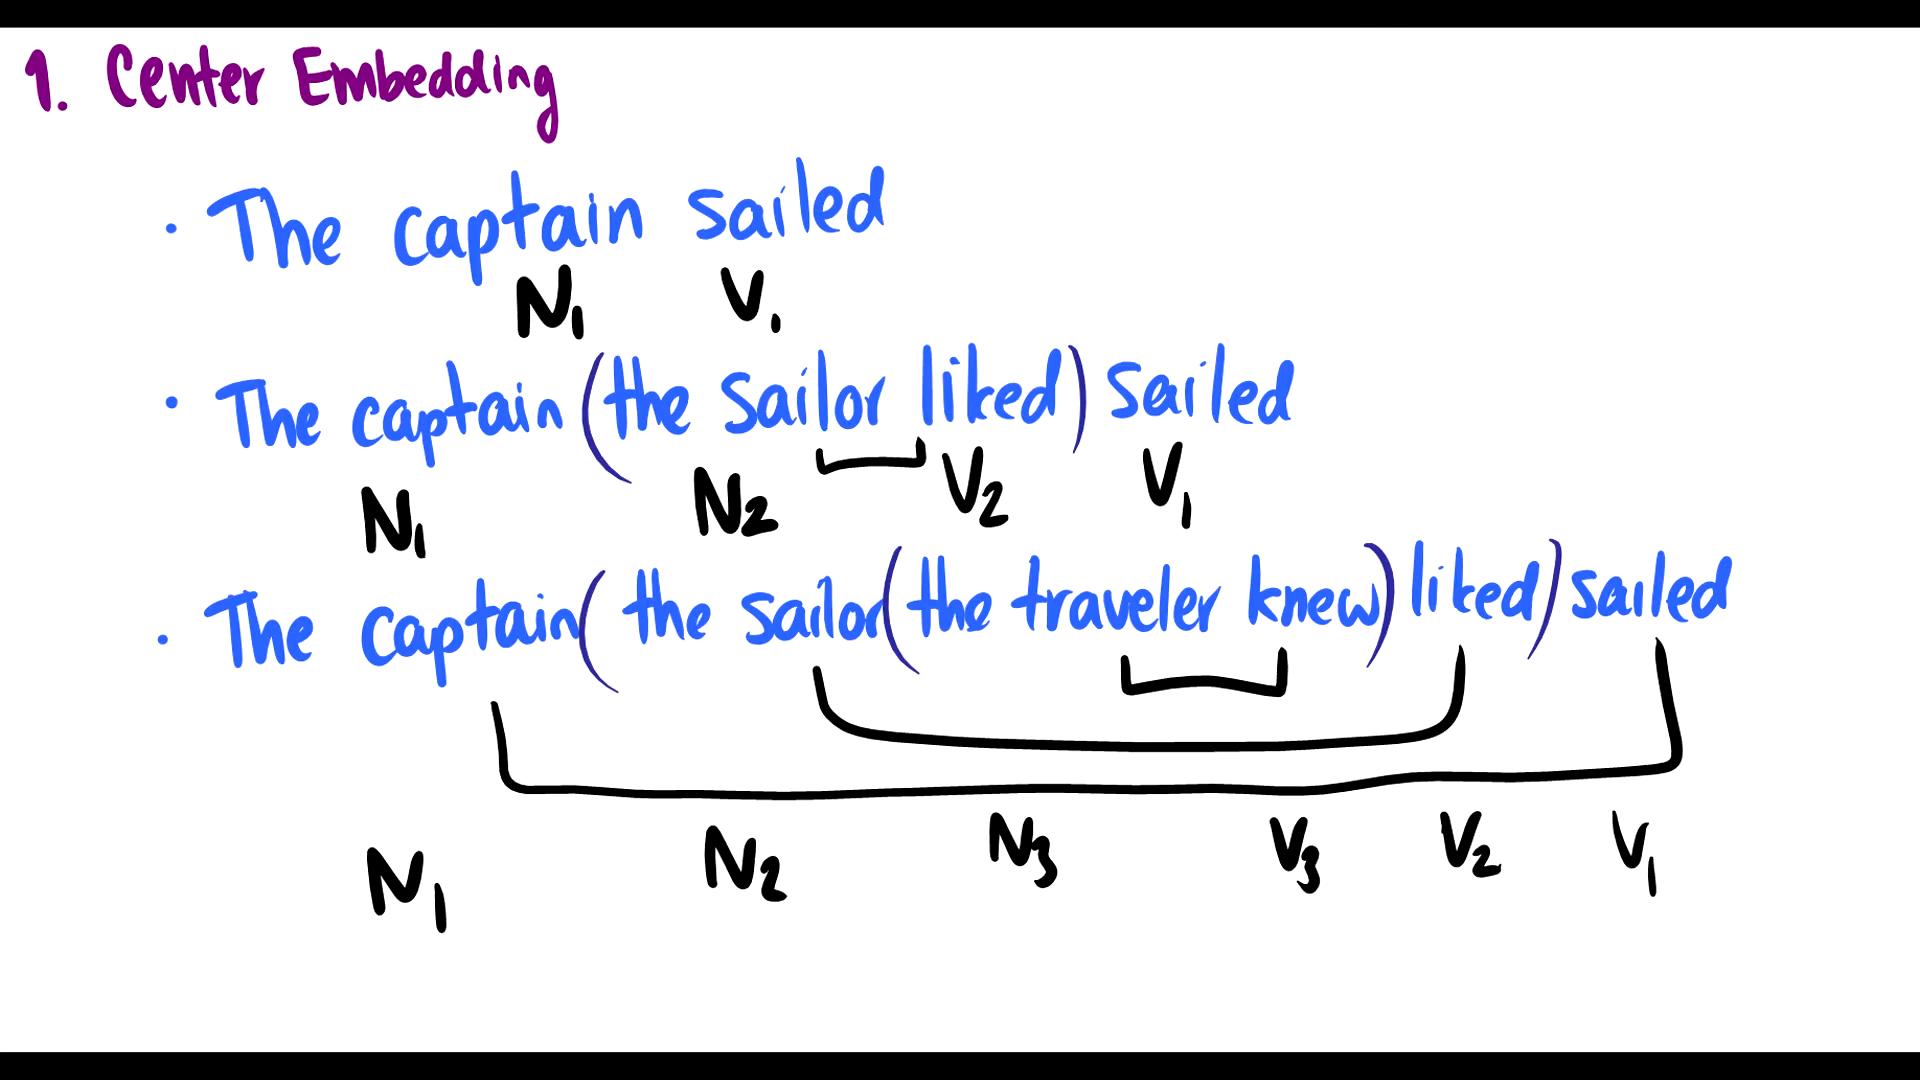 1. Center Embedding
· The captain sailed
N1 V1
· The captain (the sailor liked) sailed
N1 N2 V2 V1
· The captain (the sailor (the traveler knew) liked) sailed
N1 N2 N3 V3 V2 V1